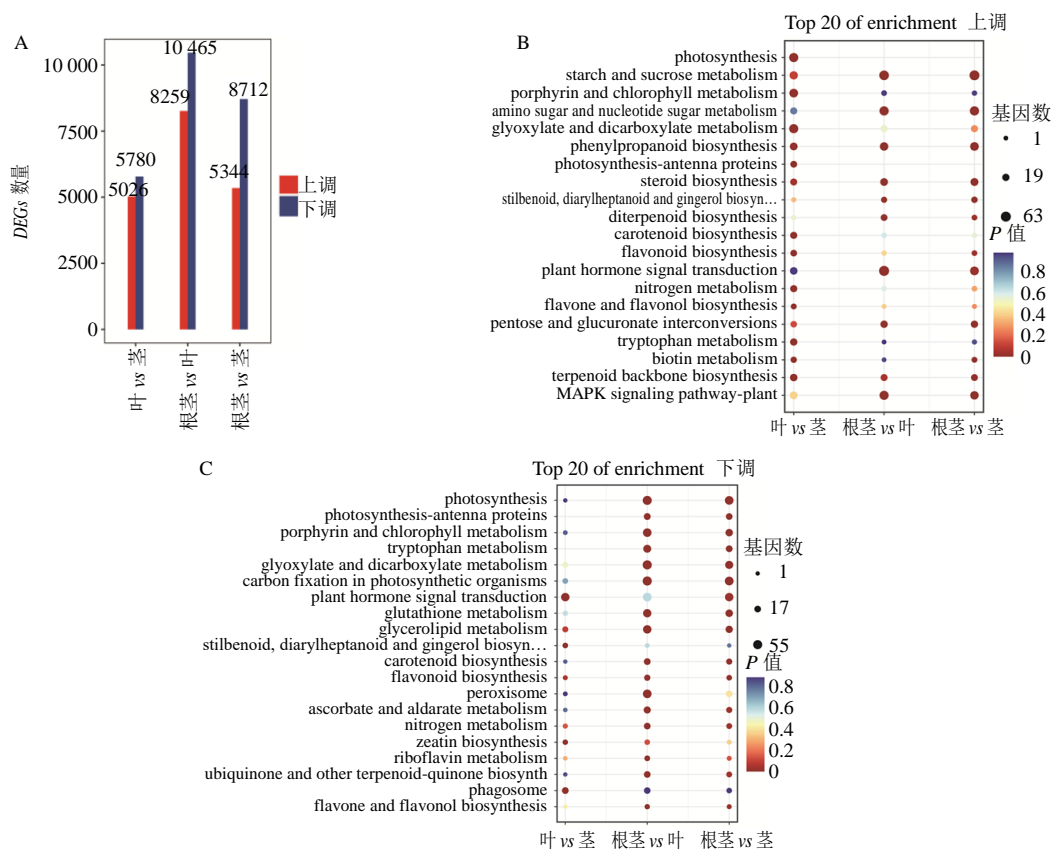 A
DEGs 数量
10 000
7500
5000
2500
0
5026
5780
8259
10 465
5344
8712
上调
下调
叶 vs 茎
根茎 vs 叶
根茎 vs 茎
B
Top 20 of enrichment 上调
photosynthesis
starch and sucrose metabolism
porphyrin and chlorophyll metabolism
amino sugar and nucleotide sugar metabolism
glyoxylate and dicarboxylate metabolism
phenylpropanoid biosynthesis
photosynthesis-antenna proteins
steroid biosynthesis
stilbenoid, diarylheptanoid and gingerol biosyn…
diterpenoid biosynthesis
carotenoid biosynthesis
flavonoid biosynthesis
plant hormone signal transduction
nitrogen metabolism
flavone and flavonol biosynthesis
pentose and glucuronate interconversions
tryptophan metabolism
biotin metabolism
terpenoid backbone biosynthesis
MAPK signaling pathway-plant
叶 vs 茎 根茎 vs 叶 根茎 vs 茎
基因数
1
19
63
P 值
0.8
0.6
0.4
0.2
0
C
Top 20 of enrichment 下调
photosynthesis
photosynthesis-antenna proteins
porphyrin and chlorophyll metabolism
tryptophan metabolism
glyoxylate and dicarboxylate metabolism
carbon fixation in photosynthetic organisms
plant hormone signal transduction
glutathione metabolism
glycerolipid metabolism
stilbenoid, diarylheptanoid and gingerol biosyn…
carotenoid biosynthesis
flavonoid biosynthesis
peroxisome
ascorbate and aldarate metabolism
nitrogen metabolism
zeatin biosynthesis
riboflavin metabolism
ubiquinone and other terpenoid-quinone biosynth
phagosome
flavone and flavonol biosynthesis
叶 vs 茎 根茎 vs 叶 根茎 vs 茎
基因数
1
17
55
P 值
0.8
0.6
0.4
0.2
0